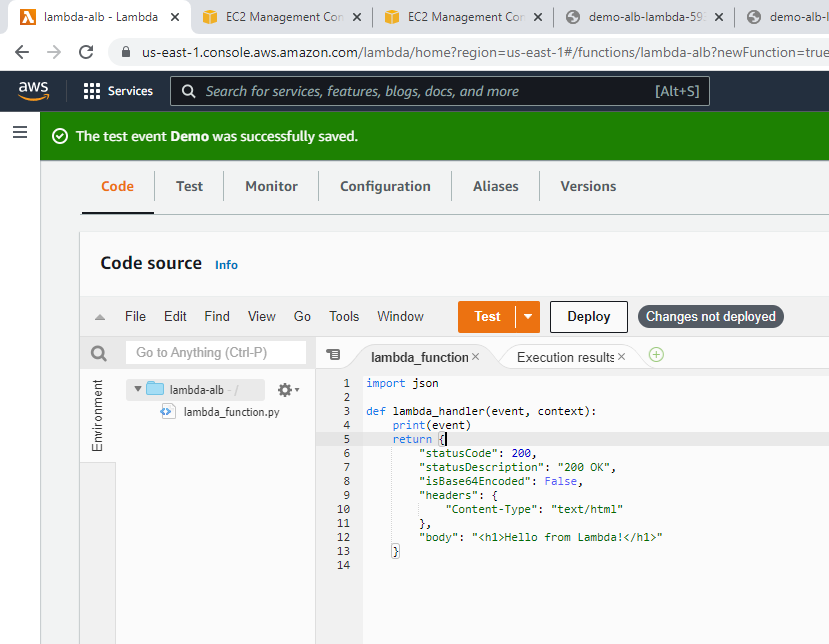 lambda-alb - Lambda
EC2 Management Con
EC2 Management Con
demo-alb-lambda-593
demo-alb-l
us-east-1.console.aws.amazon.com/lambda/home?region=us-east-1#/functions/lambda-alb?newFunction=true
aws
Services
Search for services, features, blogs, docs, and more
[Alt+S]
The test event Demo was successfully saved.
Code Test Monitor Configuration Aliases Versions
Code source Info
File Edit Find View Go Tools Window Test Deploy Changes not deployed
Go to Anything (Ctrl-P)
lambda_function
Execution results
Environment
lambda-alb - /
lambda_function.py
1 import json
2
3 def lambda_handler(event, context):
4 print(event)
5 return {
6 "statusCode": 200,
7 "statusDescription": "200 OK",
8 "isBase64Encoded": False,
9 "headers": {
10 "Content-Type": "text/html"
11 },
12 "body": "<h1>Hello from Lambda!</h1>"
13 }
14